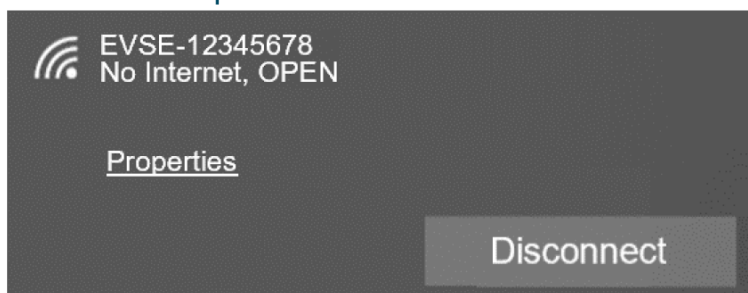 EVSE-12345678
No Internet, OPEN
Properties
Disconnect